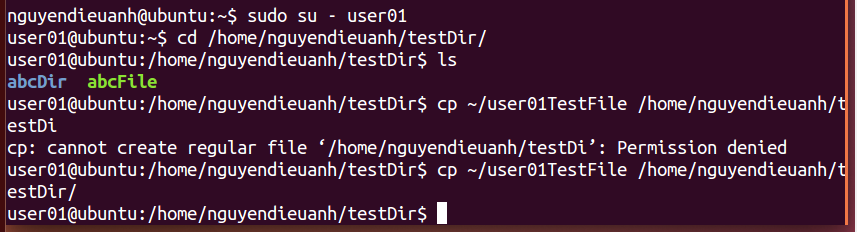 nguyendieuanh@ubuntu:~$ sudo su - user01
user01@ubuntu:~$ cd /home/nguyendieuanh/testDir/
user01@ubuntu:/home/nguyendieuanh/testDir$ ls
abcDir  abcFile
user01@ubuntu:/home/nguyendieuanh/testDir$ cp ~/user01TestFile /home/nguyendieuanh/t
estDi
cp: cannot create regular file ‘/home/nguyendieuanh/testDi’: Permission denied
user01@ubuntu:/home/nguyendieuanh/testDir$ cp ~/user01TestFile /home/nguyendieuanh/t
estDir/
user01@ubuntu:/home/nguyendieuanh/testDir$